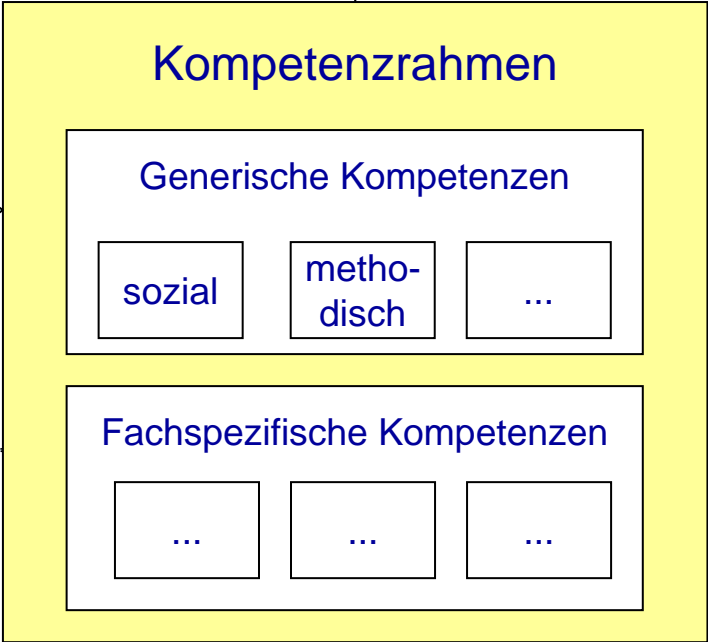 Kompetenzrahmen
Generische Kompetenzen
sozial
metho-
disch
...
Fachspezifische Kompetenzen
...
...
...